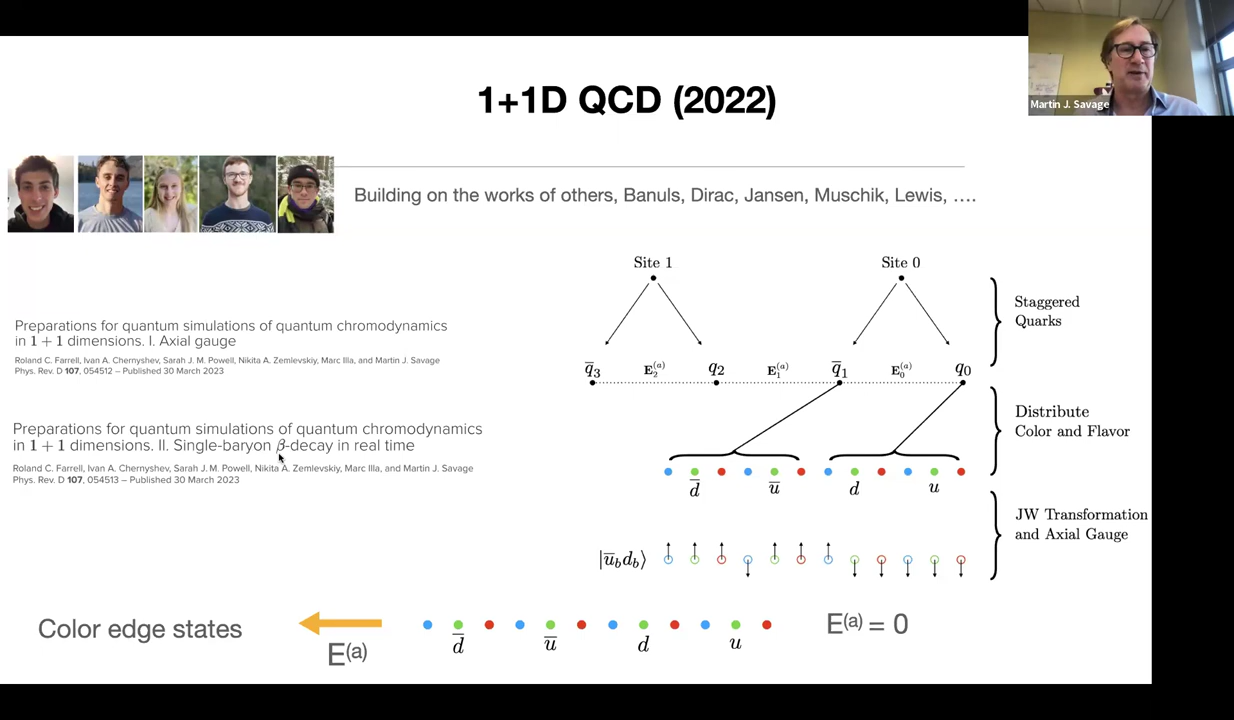 1+1D QCD (2022)
Martin J. Savage
Building on the works of others, Banuls, Dirac, Jansen, Muschik, Lewis, ….
Preparations for quantum simulations of quantum chromodynamics
in 1 + 1 dimensions. I. Axial gauge
Roland C. Farrell, Ivan A. Chernyshev, Sarah J. M. Powell, Nikita A. Zemlevskiy, Marc Illa, and Martin J. Savage
Phys. Rev. D 107, 054512 – Published 30 March 2023
Preparations for quantum simulations of quantum chromodynamics
in 1 + 1 dimensions. II. Single-baryon β-decay in real time
Roland C. Farrell, Ivan A. Chernyshev, Sarah J. M. Powell, Nikita A. Zemlevskiy, Marc Illa, and Martin J. Savage
Phys. Rev. D 107, 054513 – Published 30 March 2023
Site 1 Site 0
Staggered
Quarks
q̅₃ E₂⁽ᵃ⁾ q₂ E₁⁽ᵃ⁾ q̅₁ E₀⁽ᵃ⁾ q₀
Distribute
Color and Flavor
d̅ u̅ d u
JW Transformation
and Axial Gauge
|u̅_b d_b⟩
Color edge states
E⁽ᵃ⁾
d̅ u̅ d u
E⁽ᵃ⁾ = 0